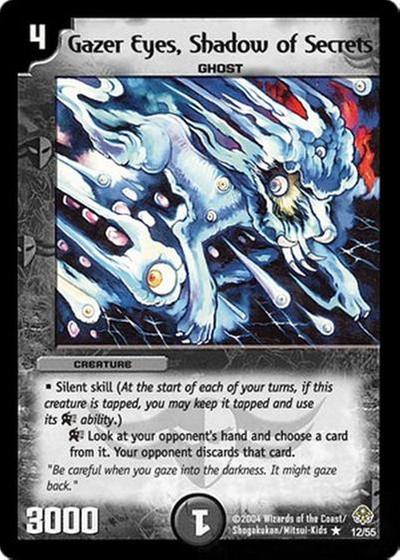 4 Gazer Eyes, Shadow of Secrets
GHOST
CREATURE
▪ Silent skill (At the start of each of your turns, if this
creature is tapped, you may keep it tapped and use
its ability.)
Look at your opponent's hand and choose a card
from it. Your opponent discards that card.
"Be careful when you gaze into the darkness. It might gaze
back."
3000
1
©2004 Wizards of the Coast/
Shogakukan/Mitsui-Kids ★ 12/55